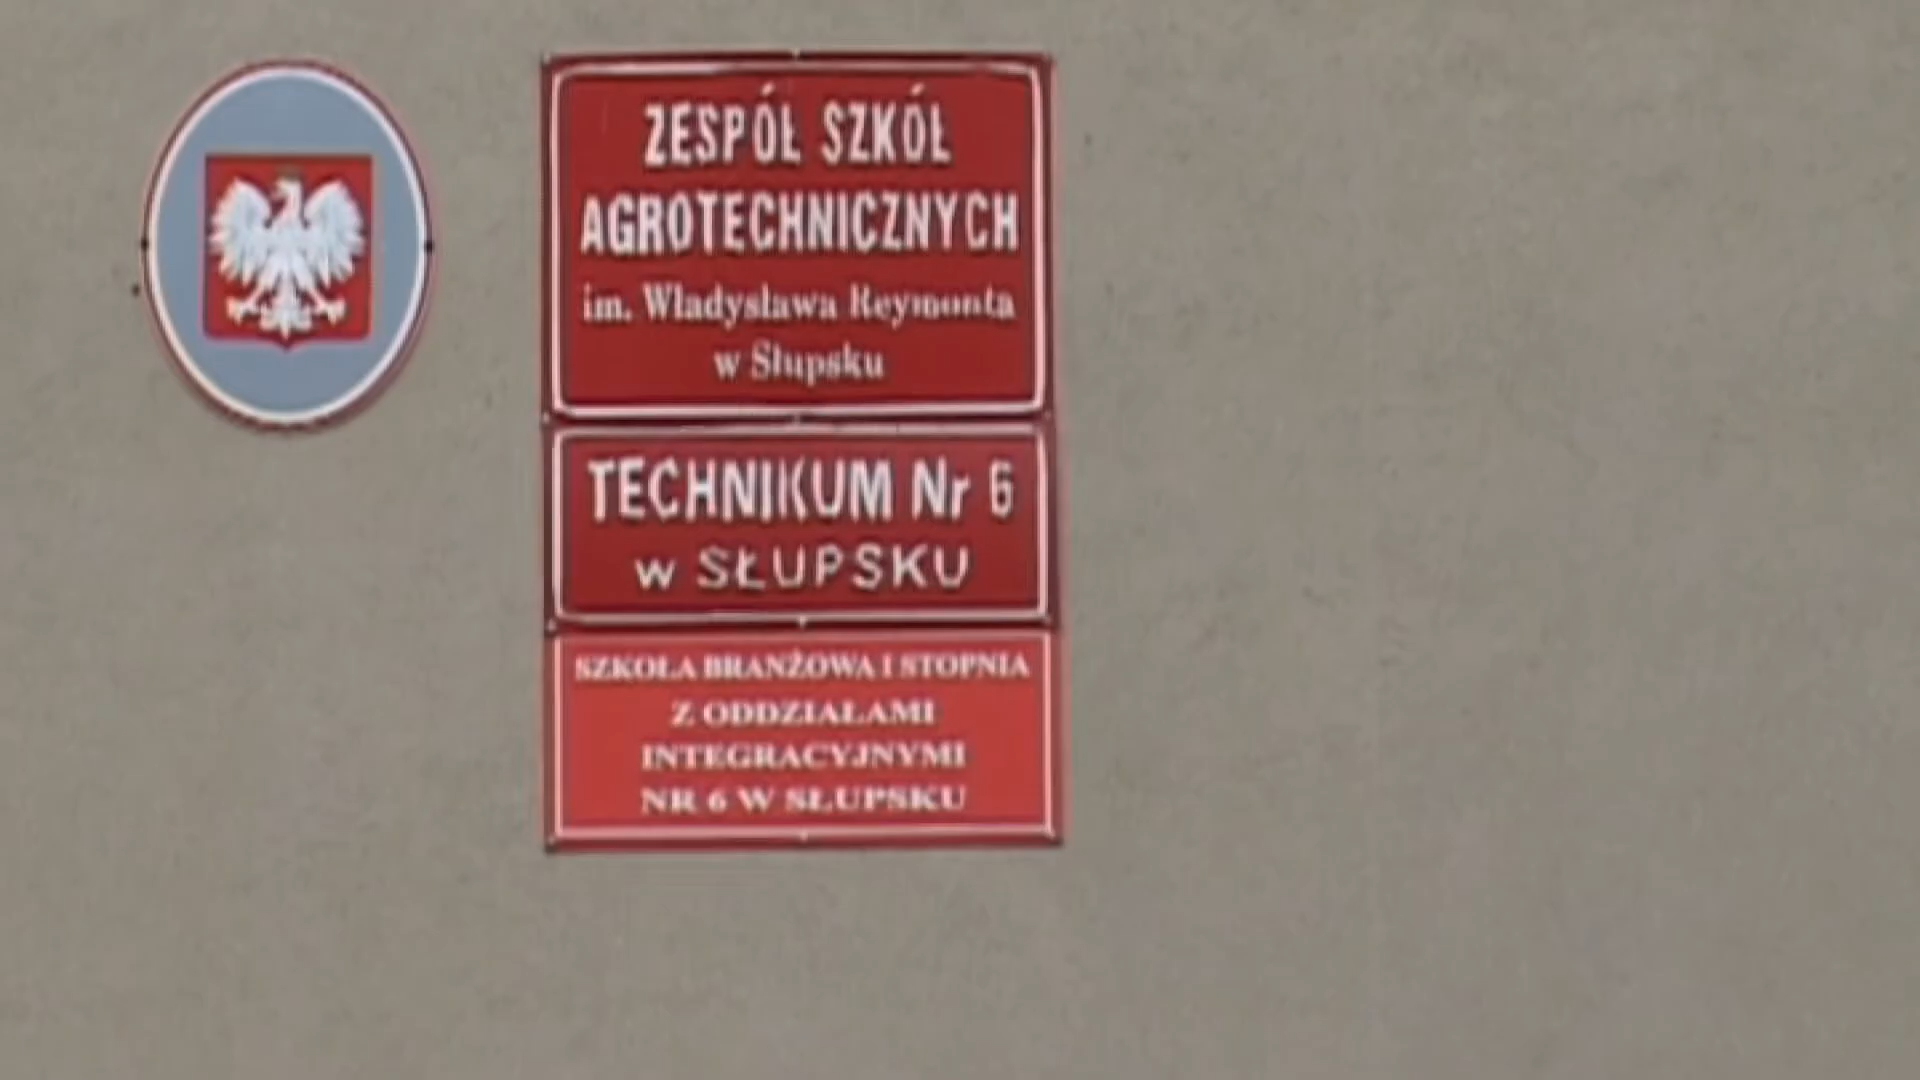 ZESPÓŁ SZKÓŁ
AGROTECHNICZNYCH
im. Władysława Reymonta
w Słupsku
TECHNIKUM Nr 6
w SŁUPSKU
SZKOŁA BRANŻOWA I STOPNIA
Z ODDZIAŁAMI
INTEGRACYJNYMI
NR 6 W SŁUPSKU